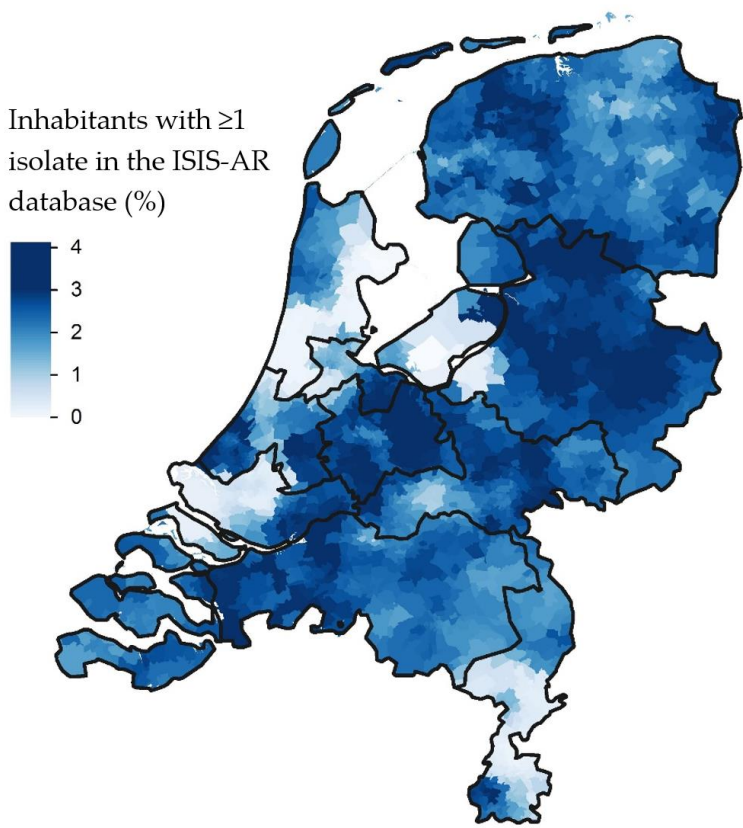 Inhabitants with ≥1
isolate in the ISIS-AR
database (%)
4
3
2
1
0